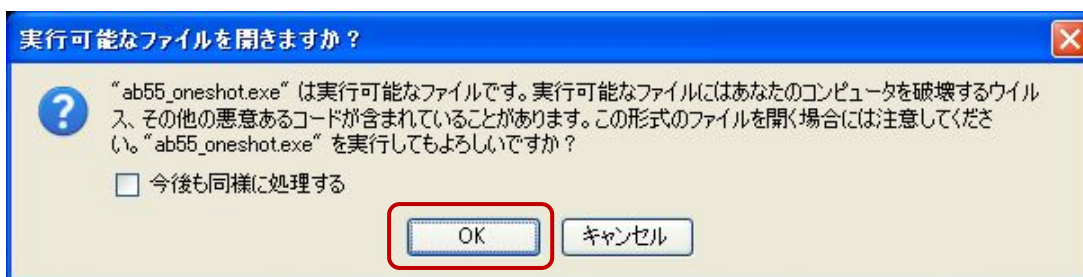 実行可能なファイルを開きますか?
"ab55_oneshot.exe" は実行可能なファイルです。実行可能なファイルにはあなたのコンピュータを破壊するウイル
ス、その他の悪意あるコードが含まれていることがあります。この形式のファイルを開く場合には注意してくださ
い。"ab55_oneshot.exe" を実行してもよろしいですか?
今後も同様に処理する
OK キャンセル